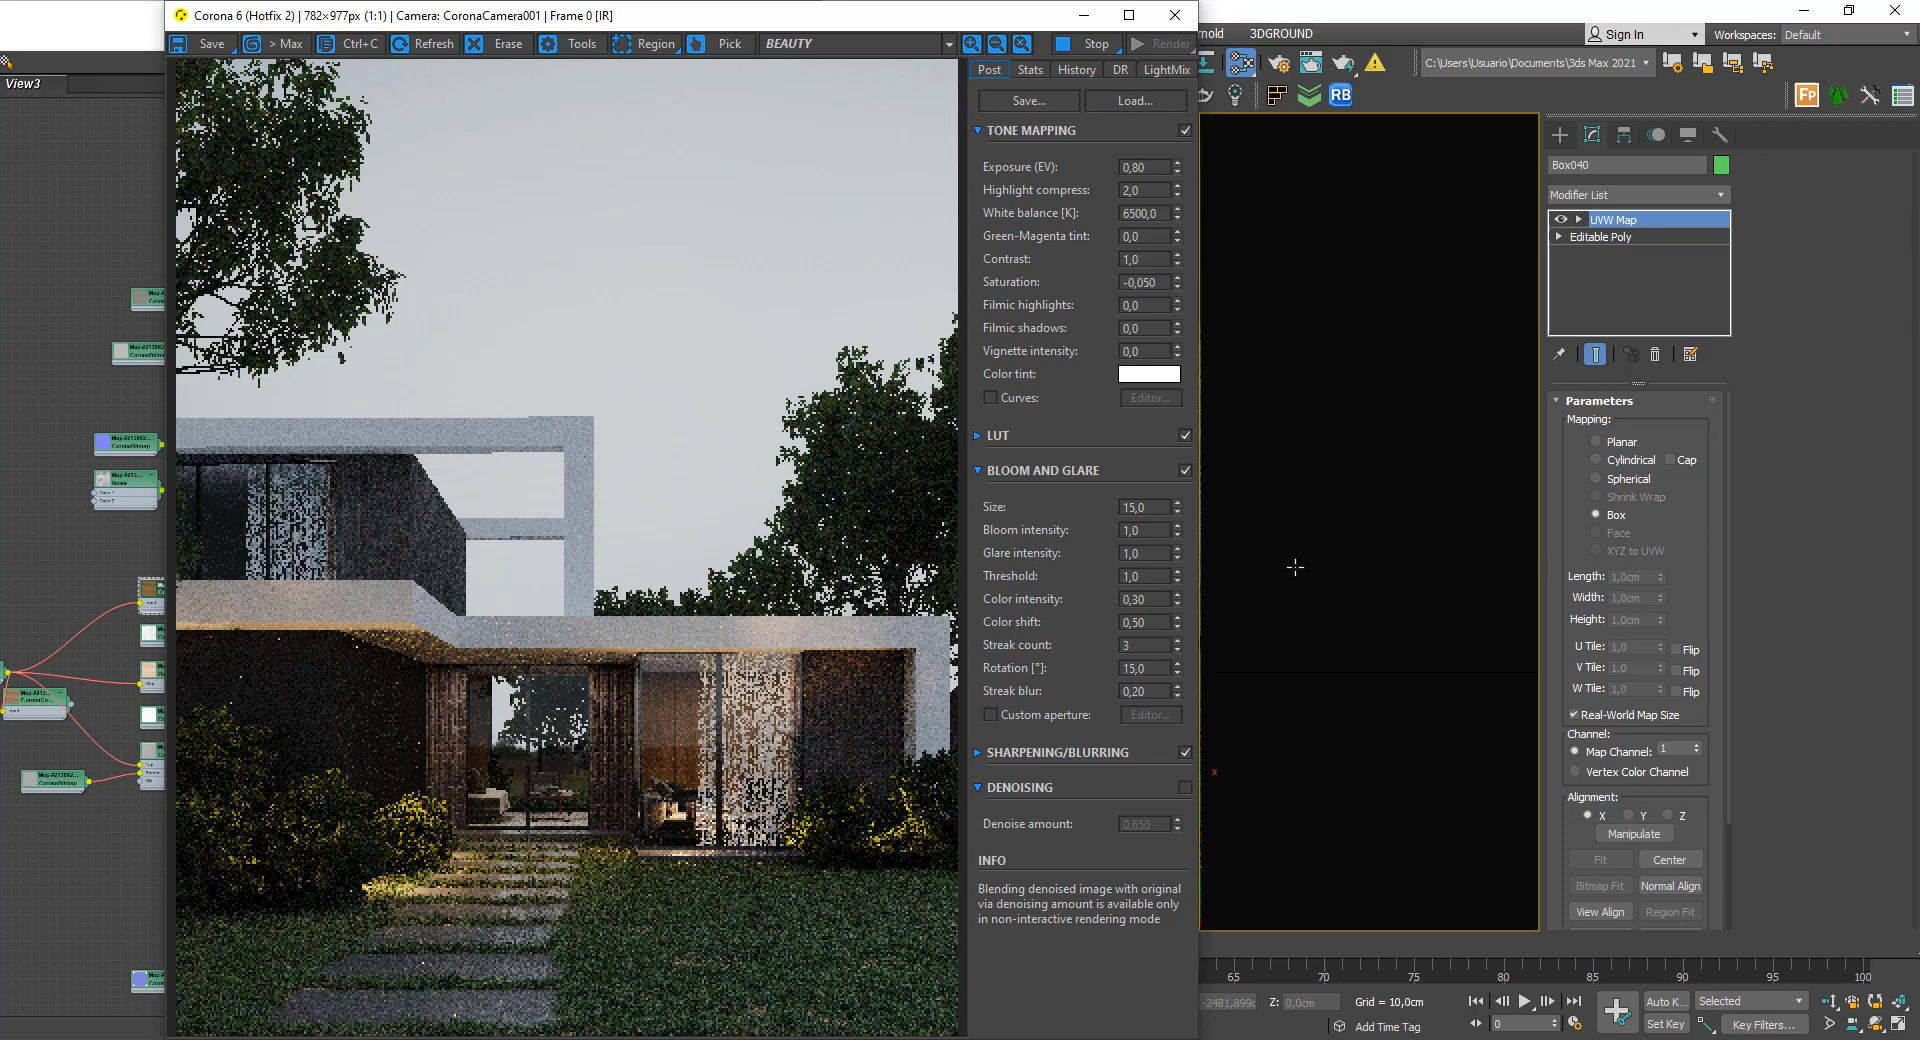 Corona 6 (Hotfix 2) | 782×977px (1:1) | Camera: CoronaCamera001 | Frame 0 [IR]
Save
> Max
Ctrl+C
Refresh
Erase
Tools
Region
Pick
BEAUTY
Stop
Render
Post
Stats
History
DR
LightMix
Save...
Load...
TONE MAPPING
Exposure (EV): 0,80
Highlight compress: 2,0
White balance [K]: 6500,0
Green-Magenta tint: 0,0
Contrast: 1,0
Saturation: -0,050
Filmic highlights: 0,0
Filmic shadows: 0,0
Vignette intensity: 0,0
Color tint:
Curves: Editor...
LUT
BLOOM AND GLARE
Size: 15,0
Bloom intensity: 1,0
Glare intensity: 1,0
Threshold: 1,0
Color intensity: 0,30
Color shift: 0,50
Streak count: 3
Rotation [°]: 15,0
Streak blur: 0,20
Custom aperture: Editor...
SHARPENING/BLURRING
DENOISING
Denoise amount: 0,650
INFO
Blending denoised image with original
via denoising amount is available only
in non-interactive rendering mode
View3
nold
3DGROUND
Sign In
Workspaces: Default
C:\Users\Usuario\Documents\3ds Max 2021
RB
Fp
Box040
Modifier List
UVW Map
Editable Poly
Parameters
Mapping:
Planar
Cylindrical Cap
Spherical
Shrink Wrap
Box
Face
XYZ to UVW
Length: 1,0cm
Width: 1,0cm
Height: 1,0cm
U Tile: 1,0 Flip
V Tile: 1,0 Flip
W Tile: 1,0 Flip
Real-World Map Size
Channel:
Map Channel: 1
Vertex Color Channel
Alignment:
X Y Z
Manipulate
Fit Center
Bitmap Fit Normal Align
View Align Region Fit
x
65 70 75 80 85 90 95 100
-2481,899c Z: 0,0cm Grid = 10,0cm
Add Time Tag
0
Auto K... Selected
Set Key Key Filters...